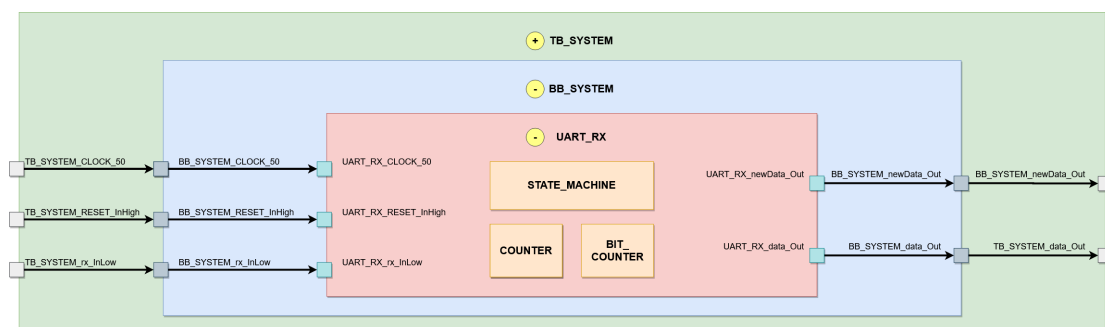 + TB_SYSTEM
- BB_SYSTEM
- UART_RX
TB_SYSTEM_CLOCK_50
BB_SYSTEM_CLOCK_50
UART_RX_CLOCK_50
TB_SYSTEM_RESET_InHigh
BB_SYSTEM_RESET_InHigh
UART_RX_RESET_InHigh
TB_SYSTEM_rx_InLow
BB_SYSTEM_rx_InLow
UART_RX_rx_InLow
STATE_MACHINE
COUNTER
BIT_
COUNTER
UART_RX_newData_Out
BB_SYSTEM_newData_Out
BB_SYSTEM_newData_Out
UART_RX_data_Out
BB_SYSTEM_data_Out
TB_SYSTEM_data_Out